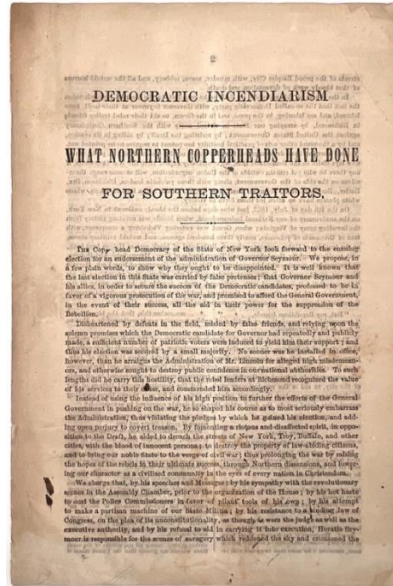 2
DEMOCRATIC INCENDIARISM
WHAT NORTHERN COPPERHEADS HAVE DONE
FOR SOUTHERN TRAITORS.
THE Copperhead Democracy of the State of New York look forward to the ensuing
election for an endorsement of the administration of Governor Seymour. We propose, in
a few plain words, to show why they ought to be disappointed. It is well known that
the last election in this State was carried by false pretenses; that Governor Seymour and
his allies, in order to secure the success of the Democratic candidates, professed to be in
favor of a vigorous prosecution of the war, and promised to afford the General Government,
in the event of their success, all the aid in their power for the suppression of the
Rebellion.
Disheartened by defeats in the field, misled by false friends, and relying upon the
solemn promises which the Democratic candidate for Governor had repeatedly and publicly
made, a sufficient number of patriotic voters were induced to yield him their support; and
thus his election was secured by a small majority. No sooner was he installed in office,
however, than he arraigns the Administration of Mr. Lincoln for alleged high misdemeanors,
and otherwise sought to destroy public confidence in our national authorities. To such
lengths did he carry this hostility, that the rebel leaders at Richmond recognized the value
of his services to their cause, and commended him accordingly.
Instead of using the influence of his high position to further the efforts of the General
Government in pushing on the war, he so shaped his course as to most seriously embarrass
the Administration, thus violating the pledges by which he gained his election, and adding
upon perjury to covert treason. By fomenting a riotous and disaffected spirit, in opposition
to the Draft, he aided to drench the streets of New York, Troy, Buffalo, and other
cities, with the blood of innocent persons; to destroy the property of law-abiding citizens,
and to bring our noble State to the verge of civil war; thus prolonging the war by raising
the hopes of the rebels in their ultimate success, through Northern dissensions, and disgracing
our character as a civilized community in the eyes of every nation in Christendom.
We charge that, by his speeches and Messages; by his sympathy with the revolutionary
scenes in the Assembly Chamber, prior to the organization of the House; by his hot haste
to oust the Police Commissioners in favor of pliant tools of his own; by his attempt
to make a partisan machine of our State Militia; by his resistance to a binding law of
Congress, on the plea of its unconstitutionality, as though he were the judge as well as the
executive authority, and by his refusal to aid in carrying it into execution, Horatio Seymour
is responsible for the scenes of savagery which reddened the sky and crimsoned the